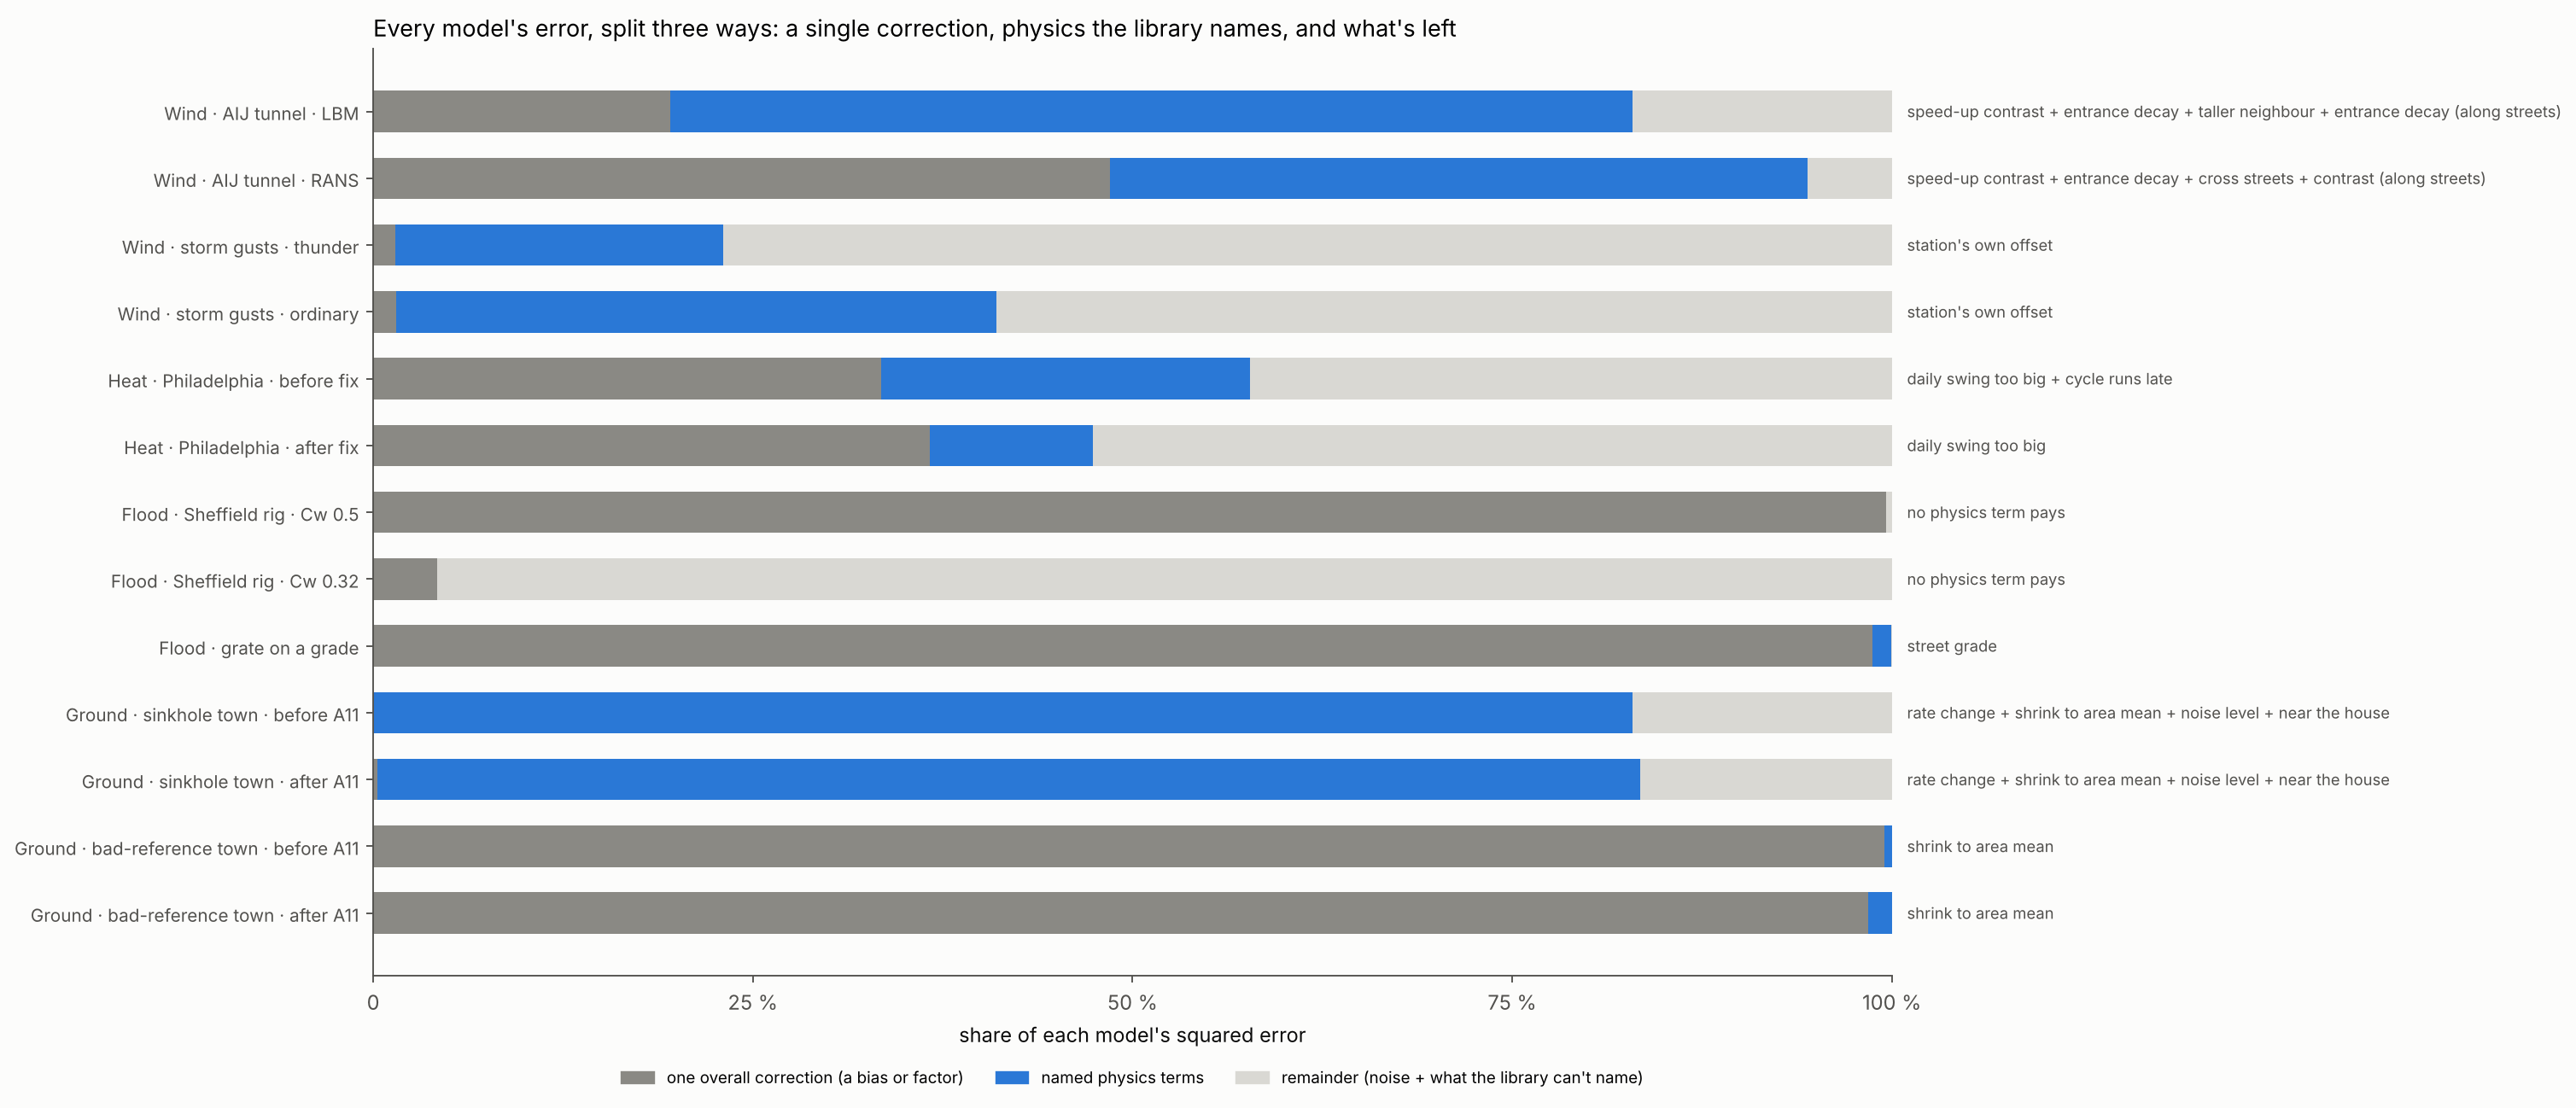 Every model's error, split three ways: a single correction, physics the library names, and what's left
Wind · AIJ tunnel · LBM
speed-up contrast + entrance decay + taller neighbour + entrance decay (along streets)
Wind · AIJ tunnel · RANS
speed-up contrast + entrance decay + cross streets + contrast (along streets)
Wind · storm gusts · thunder
station's own offset
Wind · storm gusts · ordinary
station's own offset
Heat · Philadelphia · before fix
daily swing too big + cycle runs late
Heat · Philadelphia · after fix
daily swing too big
Flood · Sheffield rig · Cw 0.5
no physics term pays
Flood · Sheffield rig · Cw 0.32
no physics term pays
Flood · grate on a grade
street grade
Ground · sinkhole town · before A11
rate change + shrink to area mean + noise level + near the house
Ground · sinkhole town · after A11
rate change + shrink to area mean + noise level + near the house
Ground · bad-reference town · before A11
shrink to area mean
Ground · bad-reference town · after A11
shrink to area mean
0 25 % 50 % 75 % 100 %
share of each model's squared error
one overall correction (a bias or factor) named physics terms remainder (noise + what the library can't name)